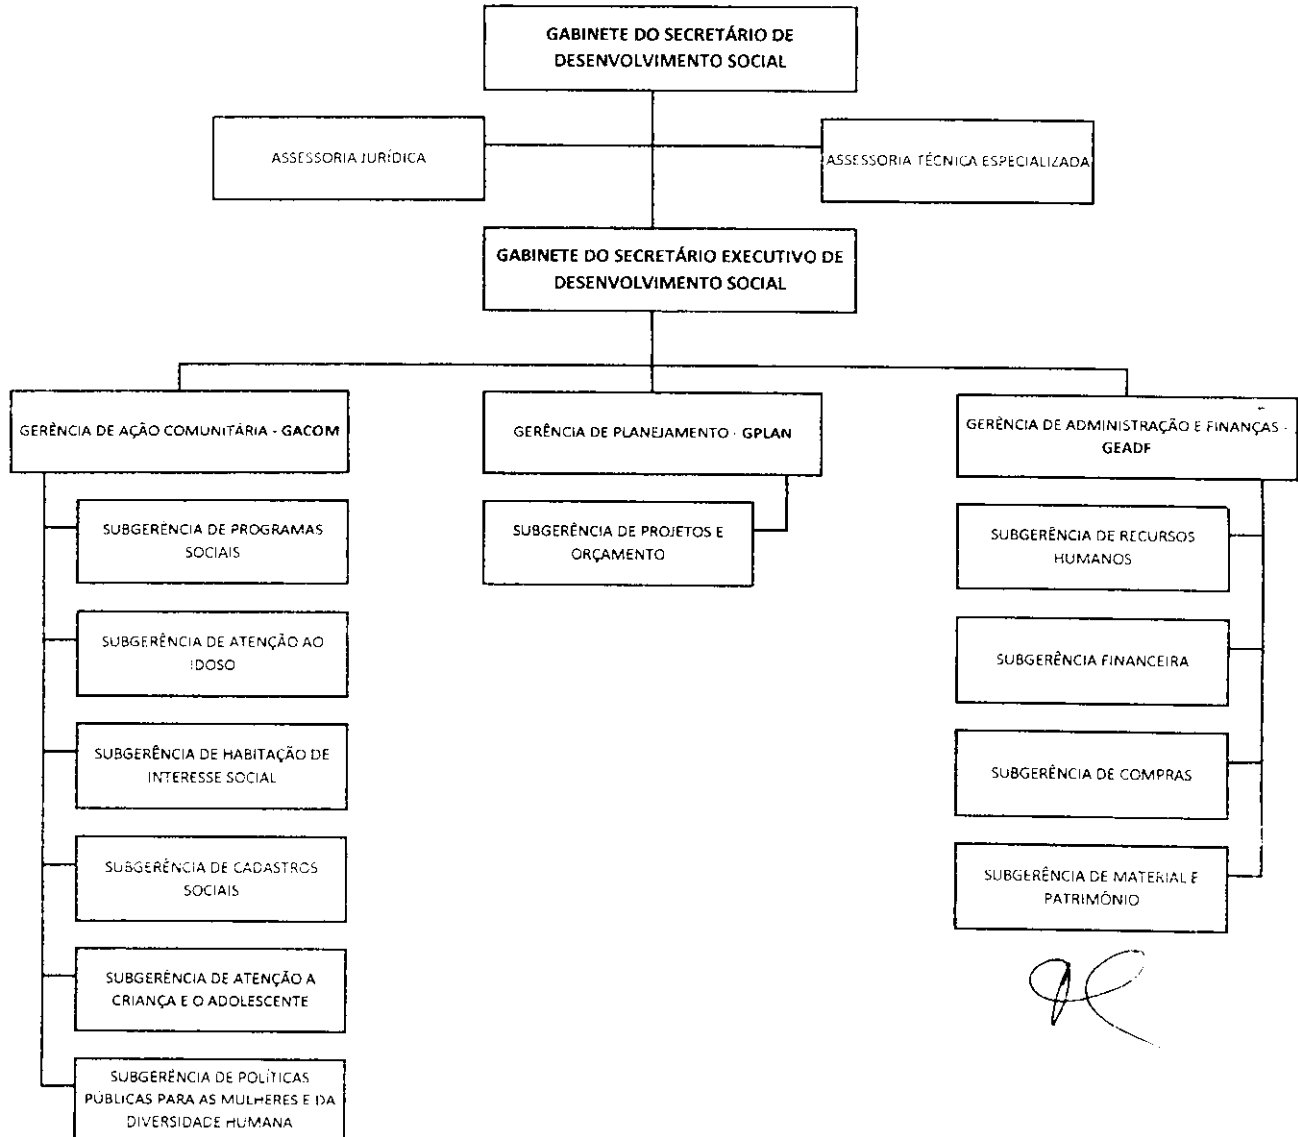 GABINETE DO SECRETÁRIO DE
DESENVOLVIMENTO SOCIAL
ASSESSORIA JURÍDICA
ASSESSORIA TÉCNICA ESPECIALIZADA
GABINETE DO SECRETÁRIO EXECUTIVO DE
DESENVOLVIMENTO SOCIAL
GERÊNCIA DE AÇÃO COMUNITÁRIA - GACOM
SUBGERÊNCIA DE PROGRAMAS
SOCIAIS
SUBGERÊNCIA DE ATENÇÃO AO
IDOSO
SUBGERÊNCIA DE HABITAÇÃO DE
INTERESSE SOCIAL
SUBGERÊNCIA DE CADASTROS
SOCIAIS
SUBGERÊNCIA DE ATENÇÃO A
CRIANÇA E O ADOLESCENTE
SUBGERÊNCIA DE POLÍTICAS
PÚBLICAS PARA AS MULHERES E DA
DIVERSIDADE HUMANA
GERÊNCIA DE PLANEJAMENTO - GPLAN
SUBGERÊNCIA DE PROJETOS E
ORÇAMENTO
GERÊNCIA DE ADMINISTRAÇÃO E FINANÇAS -
GEADF
SUBGERÊNCIA DE RECURSOS
HUMANOS
SUBGERÊNCIA FINANCEIRA
SUBGERÊNCIA DE COMPRAS
SUBGERÊNCIA DE MATERIAL E
PATRIMÔNIO